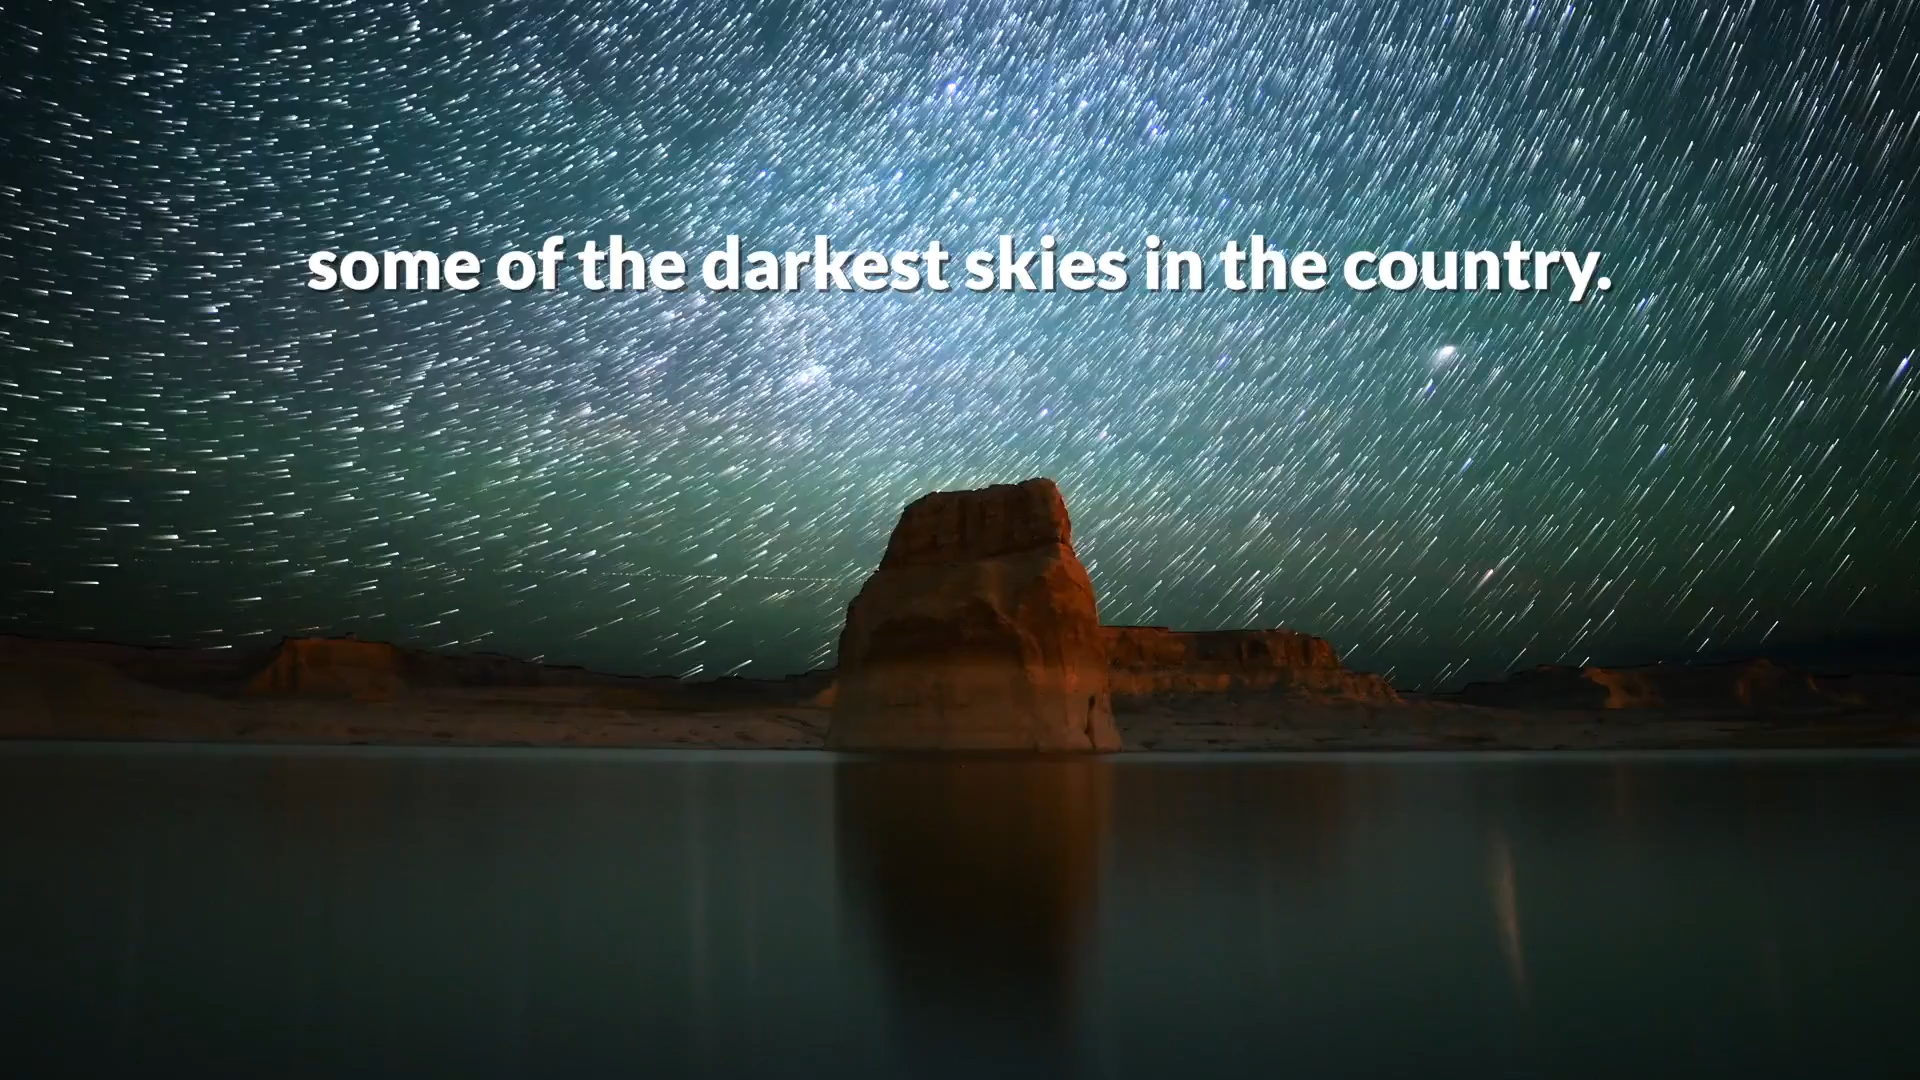 some of the darkest skies in the country.